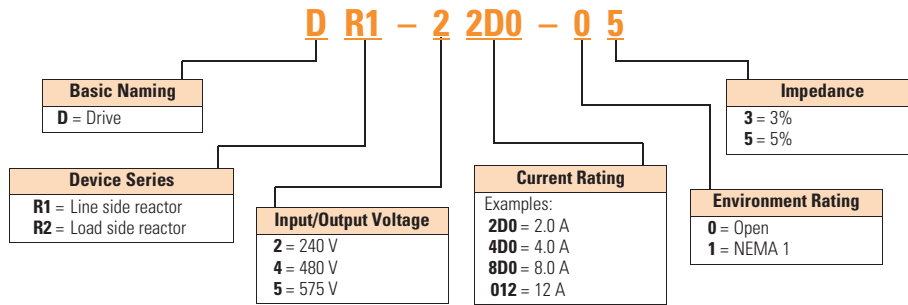 D R1 – 2 2D0 – 0 5
Basic Naming
D = Drive
Device Series
R1 = Line side reactor
R2 = Load side reactor
Input/Output Voltage
2 = 240 V
4 = 480 V
5 = 575 V
Current Rating
Examples:
2D0 = 2.0 A
4D0 = 4.0 A
8D0 = 8.0 A
012 = 12 A
Impedance
3 = 3%
5 = 5%
Environment Rating
0 = Open
1 = NEMA 1